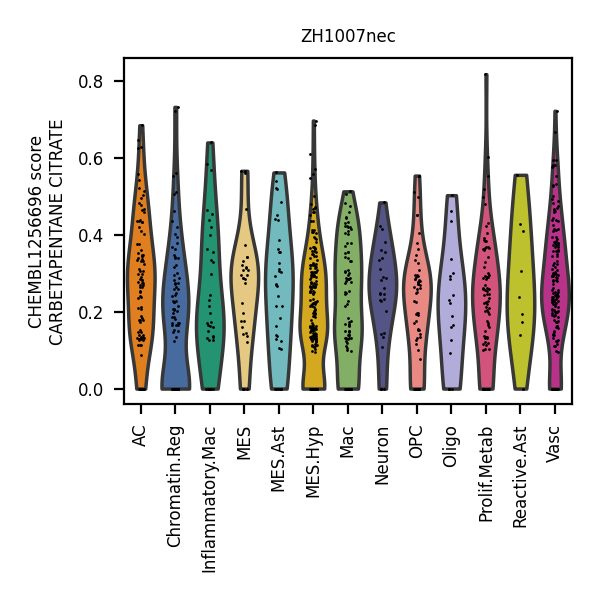 ZH1007nec
CHEMBL1256696 score
CARBETAPENTANE CITRATE
0.8
0.6
0.4
0.2
0.0
AC
Chromatin.Reg
Inflammatory.Mac
MES
MES.Ast
MES.Hyp
Mac
Neuron
OPC
Oligo
Prolif.Metab
Reactive.Ast
Vasc